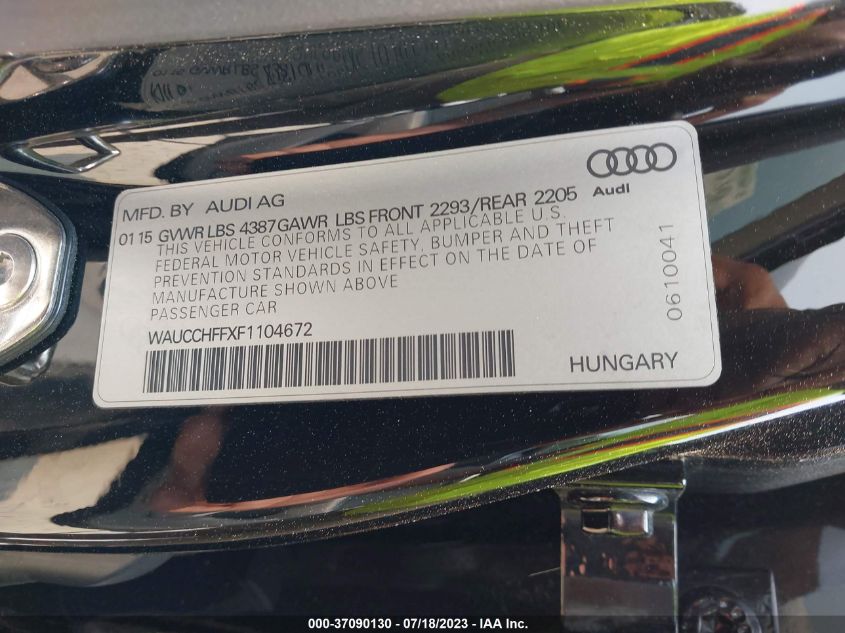 MFD. BY AUDI AG
Audi
01 15 GVWR LBS 4387 GAWR LBS FRONT 2293/REAR 2205
THIS VEHICLE CONFORMS TO ALL APPLICABLE U.S.
FEDERAL MOTOR VEHICLE SAFETY, BUMPER AND THEFT
PREVENTION STANDARDS IN EFFECT ON THE DATE OF
MANUFACTURE SHOWN ABOVE
PASSENGER CAR
0610041
WAUCCHFFXF1104672
HUNGARY
000-37090130 - 07/18/2023 - IAA Inc.